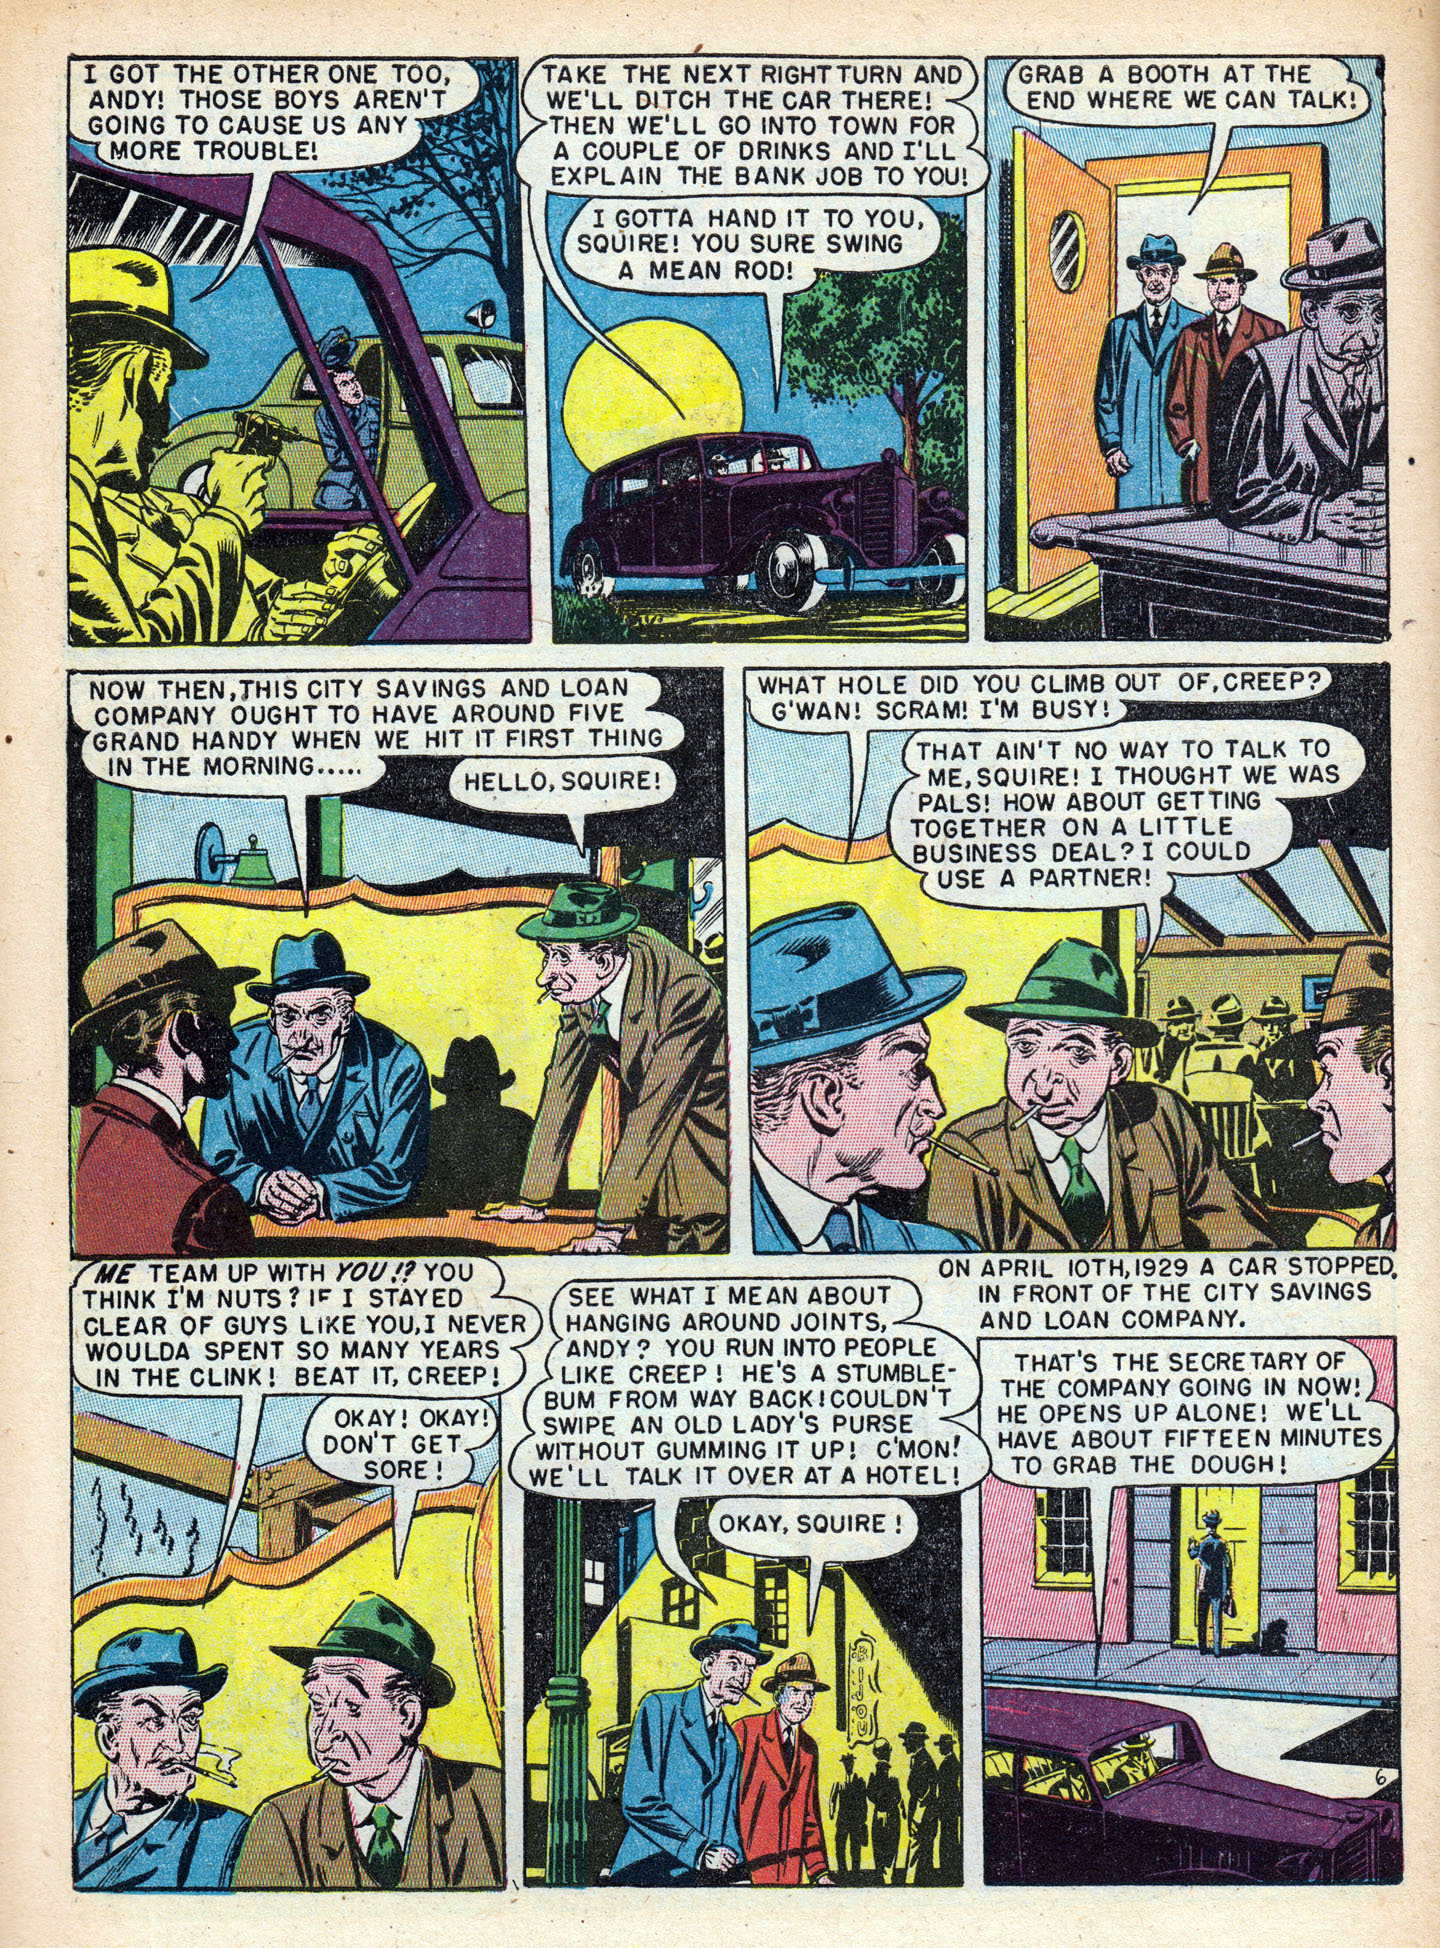 I GOT THE OTHER ONE TOO,
ANDY! THOSE BOYS AREN'T
GOING TO CAUSE US ANY
MORE TROUBLE!
TAKE THE NEXT RIGHT TURN AND
WE'LL DITCH THE CAR THERE!
THEN WE'LL GO INTO TOWN FOR
A COUPLE OF DRINKS AND I'LL
EXPLAIN THE BANK JOB TO YOU!
I GOTTA HAND IT TO YOU,
SQUIRE! YOU SURE SWING
A MEAN ROD!
GRAB A BOOTH AT THE
END WHERE WE CAN TALK!
NOW THEN, THIS CITY SAVINGS AND LOAN
COMPANY OUGHT TO HAVE AROUND FIVE
GRAND HANDY WHEN WE HIT IT FIRST THING
IN THE MORNING.....
HELLO, SQUIRE!
WHAT HOLE DID YOU CLIMB OUT OF, CREEP?
G'WAN! SCRAM! I'M BUSY!
THAT AIN'T NO WAY TO TALK TO
ME, SQUIRE! I THOUGHT WE WAS
PALS! HOW ABOUT GETTING
TOGETHER ON A LITTLE
BUSINESS DEAL? I COULD
USE A PARTNER!
ME TEAM UP WITH YOU!? YOU
THINK I'M NUTS? IF I STAYED
CLEAR OF GUYS LIKE YOU, I NEVER
WOULDA SPENT SO MANY YEARS
IN THE CLINK! BEAT IT, CREEP!
OKAY! OKAY!
DON'T GET
SORE!
SEE WHAT I MEAN ABOUT
HANGING AROUND JOINTS,
ANDY? YOU RUN INTO PEOPLE
LIKE CREEP! HE'S A STUMBLE-
BUM FROM WAY BACK! COULDN'T
SWIPE AN OLD LADY'S PURSE
WITHOUT GUMMING IT UP! C'MON!
WE'LL TALK IT OVER AT A HOTEL!
OKAY, SQUIRE!
ON APRIL 10TH, 1929 A CAR STOPPED
IN FRONT OF THE CITY SAVINGS
AND LOAN COMPANY.
THAT'S THE SECRETARY OF
THE COMPANY GOING IN NOW!
HE OPENS UP ALONE! WE'LL
HAVE ABOUT FIFTEEN MINUTES
TO GRAB THE DOUGH!
6